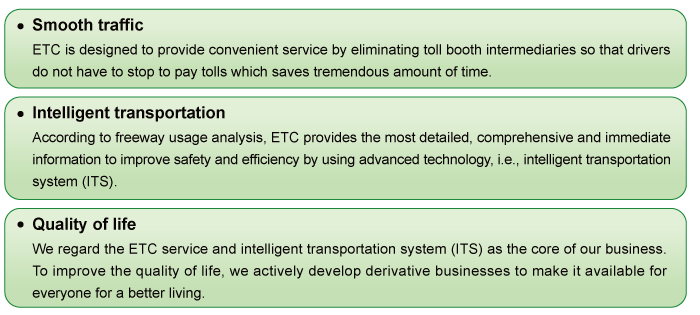 • Smooth traffic
ETC is designed to provide convenient service by eliminating toll booth intermediaries so that drivers
do not have to stop to pay tolls which saves tremendous amount of time.
• Intelligent transportation
According to freeway usage analysis, ETC provides the most detailed, comprehensive and immediate
information to improve safety and efficiency by using advanced technology, i.e., intelligent transportation
system (ITS).
• Quality of life
We regard the ETC service and intelligent transportation system (ITS) as the core of our business.
To improve the quality of life, we actively develop derivative businesses to make it available for
everyone for a better living.